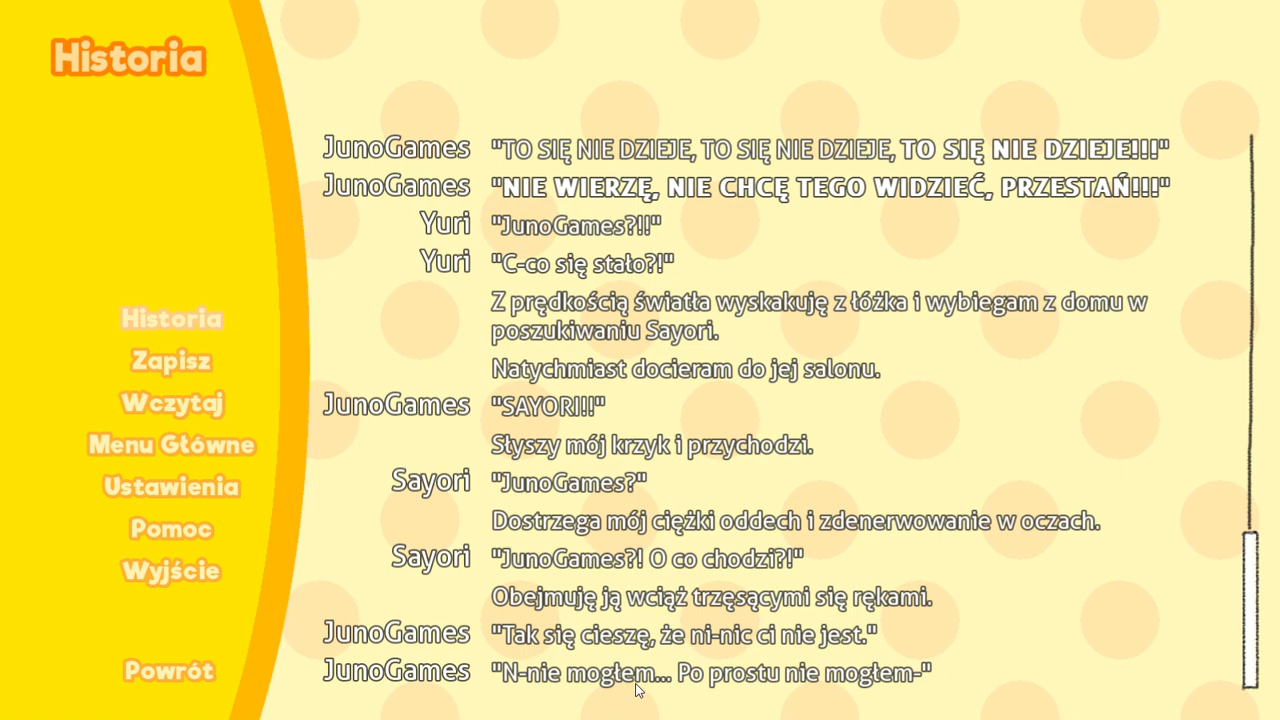 Historia
JunoGames "TO SIĘ NIE DZIEJE, TO SIĘ NIE DZIEJE, TO SIĘ NIE DZIEJE!!!"
JunoGames "NIE WIERZĘ, NIE CHCĘ TEGO WIDZIEĆ, PRZESTAŃ!!!"
Yuri "JunoGames?!!"
Yuri "C-co się stało?!"
Z prędkością światła wyskakuję z łóżka i wybiegam z domu w
poszukiwaniu Sayori.
Natychmiast docieram do jej salonu.
JunoGames "SAYORI!!!"
Słyszy mój krzyk i przychodzi.
Sayori "JunoGames?"
Dostrzega mój ciężki oddech i zdenerwowanie w oczach.
Sayori "JunoGames?! O co chodzi?!"
Obejmuję ją wciąż trzęsącymi się rękami.
JunoGames "Tak się cieszę, że ni-nic ci nie jest."
JunoGames "N-nie mogłem... Po prostu nie mogłem-"
Historia
Zapisz
Wczytaj
Menu Główne
Ustawienia
Pomoc
Wyjście
Powrót